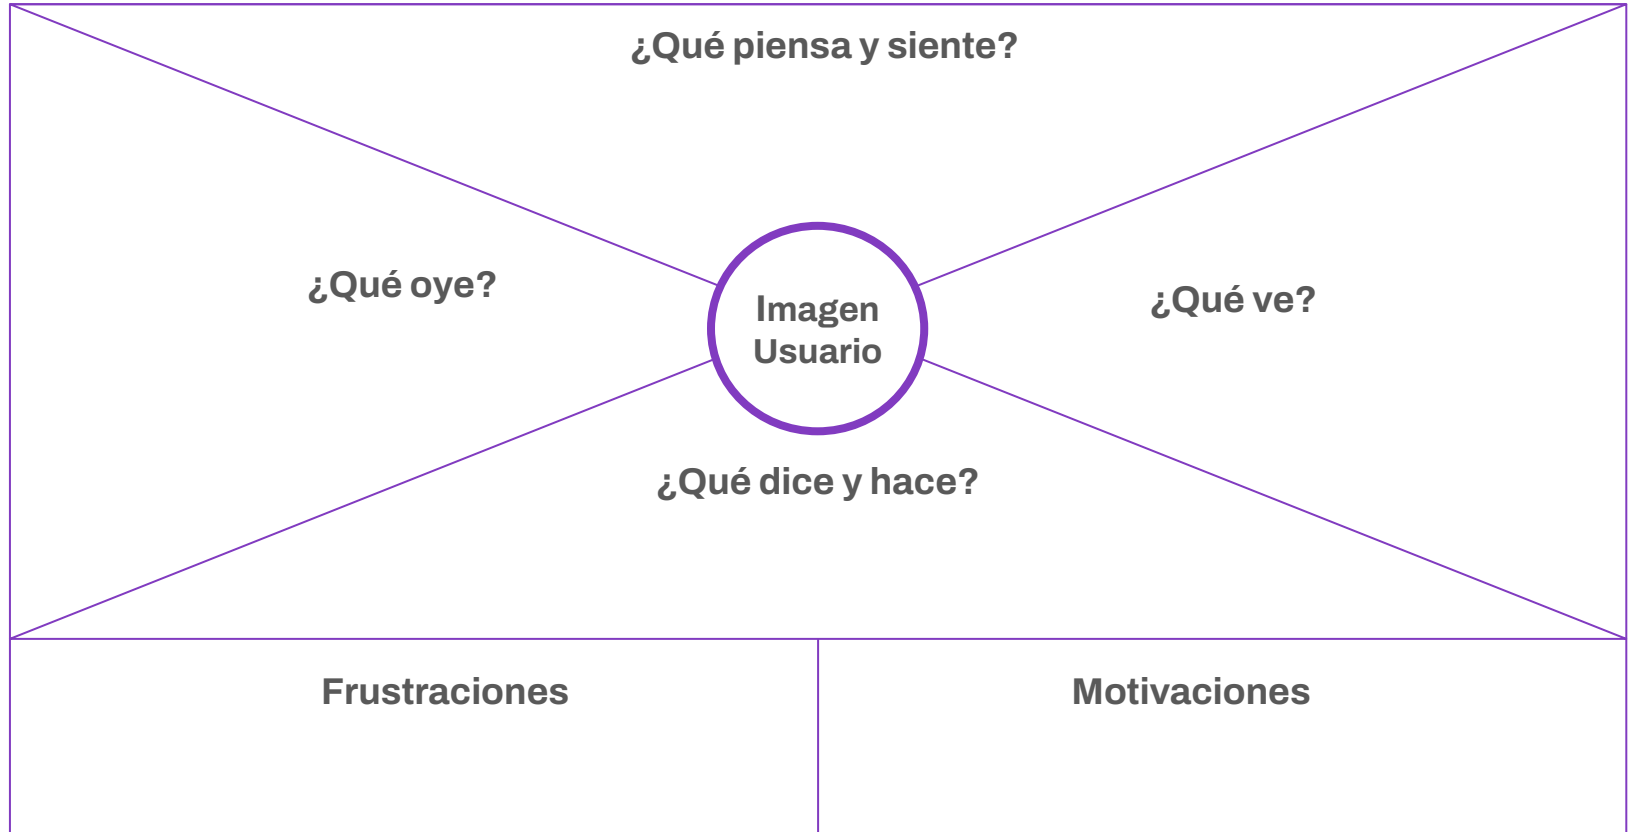 ¿Qué piensa y siente?
¿Qué oye?
Imagen
Usuario
¿Qué ve?
¿Qué dice y hace?
Frustraciones
Motivaciones